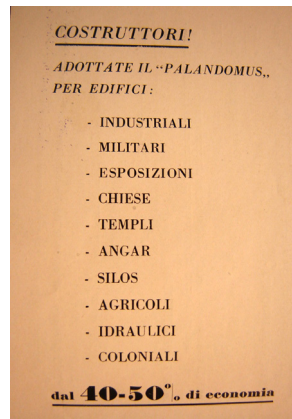 COSTRUTTORI!
ADOTTATE IL "PALANDOMUS„
PER EDIFICI:
- INDUSTRIALI
- MILITARI
- ESPOSIZIONI
- CHIESE
- TEMPLI
- ANGAR
- SILOS
- AGRICOLI
- IDRAULICI
- COLONIALI
dal 40-50% di economia